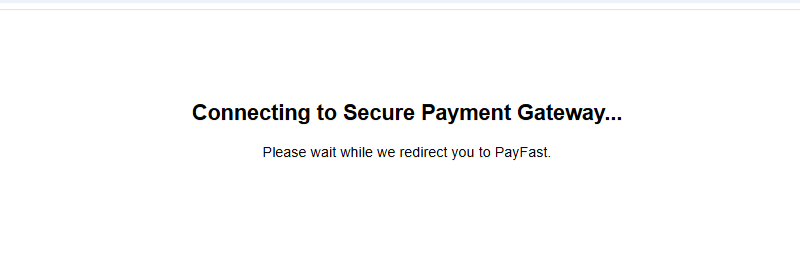 Connecting to Secure Payment Gateway...
Please wait while we redirect you to PayFast.